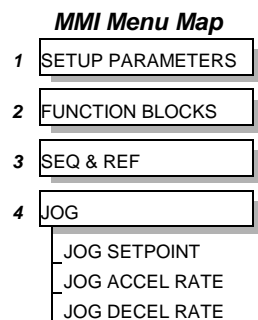 MMI Menu Map
1 SETUP PARAMETERS
2 FUNCTION BLOCKS
3 SEQ & REF
4 JOG
JOG SETPOINT
JOG ACCEL RATE
JOG DECEL RATE